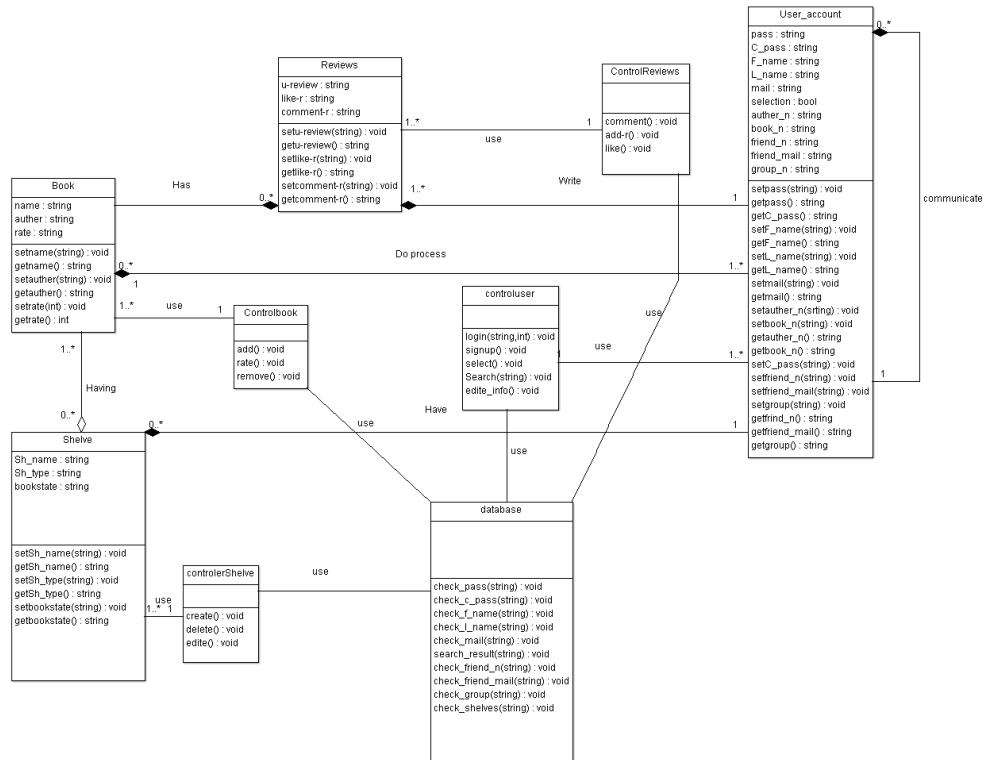 User_account
pass : string
C_pass : string
F_name : string
L_name : string
mail : string
selection : bool
auther_n : string
book_n : string
friend_n : string
friend_mail : string
group_n : string
setpass(string) : void
getpass() : string
getC_pass() : string
setF_name(string) : void
getF_name() : string
setL_name(string) : void
getL_name() : string
setmail(string) : void
getmail() : string
setauther_n(srting) : void
setbook_n(string) : void
getauther_n() : string
getbook_n() : string
setC_pass(string) : void
setfriend_n(string) : void
setfriend_mail(string) : void
setgroup(string) : void
getfrind_n() : string
getfriend_mail() : string
getgroup() : string
0..*
communicate
1
Reviews
u-review : string
like-r : string
comment-r : string
setu-review(string) : void
getu-review() : string
setlike-r(string) : void
getlike-r() : string
setcomment-r(string) : void
getcomment-r() : string
1..*
use
1
ControlReviews
comment() : void
add-r() : void
like() : void
1..*
Write
1
Has
0..*
Book
name : string
auther : string
rate : string
setname(string) : void
getname() : string
setauther(string) : void
getauther() : string
setrate(int) : void
getrate() : int
0..*
Do process
1..*
1
1..*
use
1
Controlbook
add() : void
rate() : void
remove() : void
controluser
login(string,int) : void
signup() : void
select() : void
Search(string) : void
edite_info() : void
1
use
1..*
use
1..*
Having
0..*
Shelve
Sh_name : string
Sh_type : string
bookstate : string
setSh_name(string) : void
getSh_name() : string
setSh_type(string) : void
getSh_type() : string
setbookstate(string) : void
getbookstate() : string
0..*
Have
1
use
use
use
1..*
1
controlerShelve
create() : void
delete() : void
edite() : void
use
database
check_pass(string) : void
check_c_pass(string) : void
check_f_name(string) : void
check_l_name(string) : void
check_mail(string) : void
search_result(string) : void
check_friend_n(string) : void
check_friend_mail(string) : void
check_group(string) : void
check_shelves(string) : void